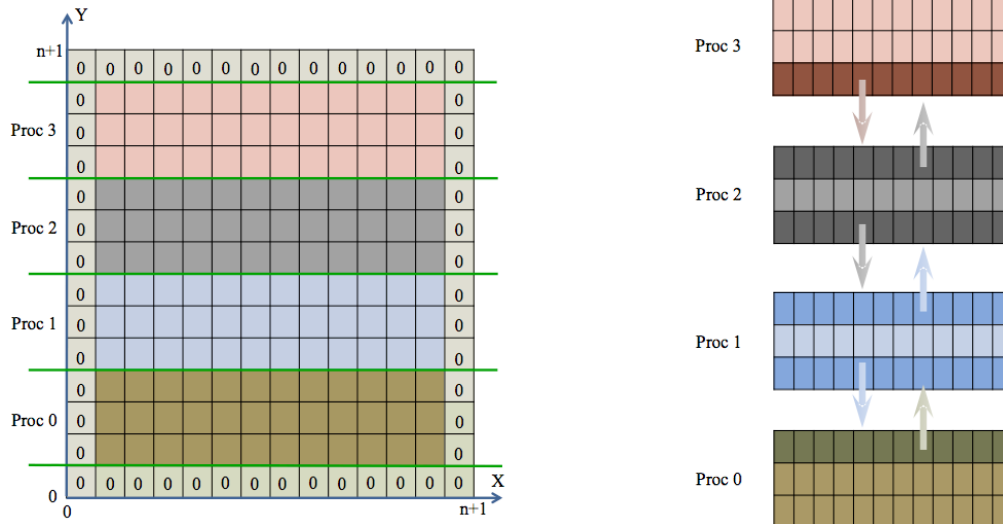 Y
n+1
0 0 0 0 0 0 0 0 0 0 0 0 0 0
0 0
Proc 3 0 0
0 0
0 0
Proc 2 0 0
0 0
0 0
Proc 1 0 0
0 0
0 0
Proc 0 0 0
0 0
0 0 0 0 0 0 0 0 0 0 0 0 0 0 X
0
0 n+1
Proc 3
Proc 2
Proc 1
Proc 0